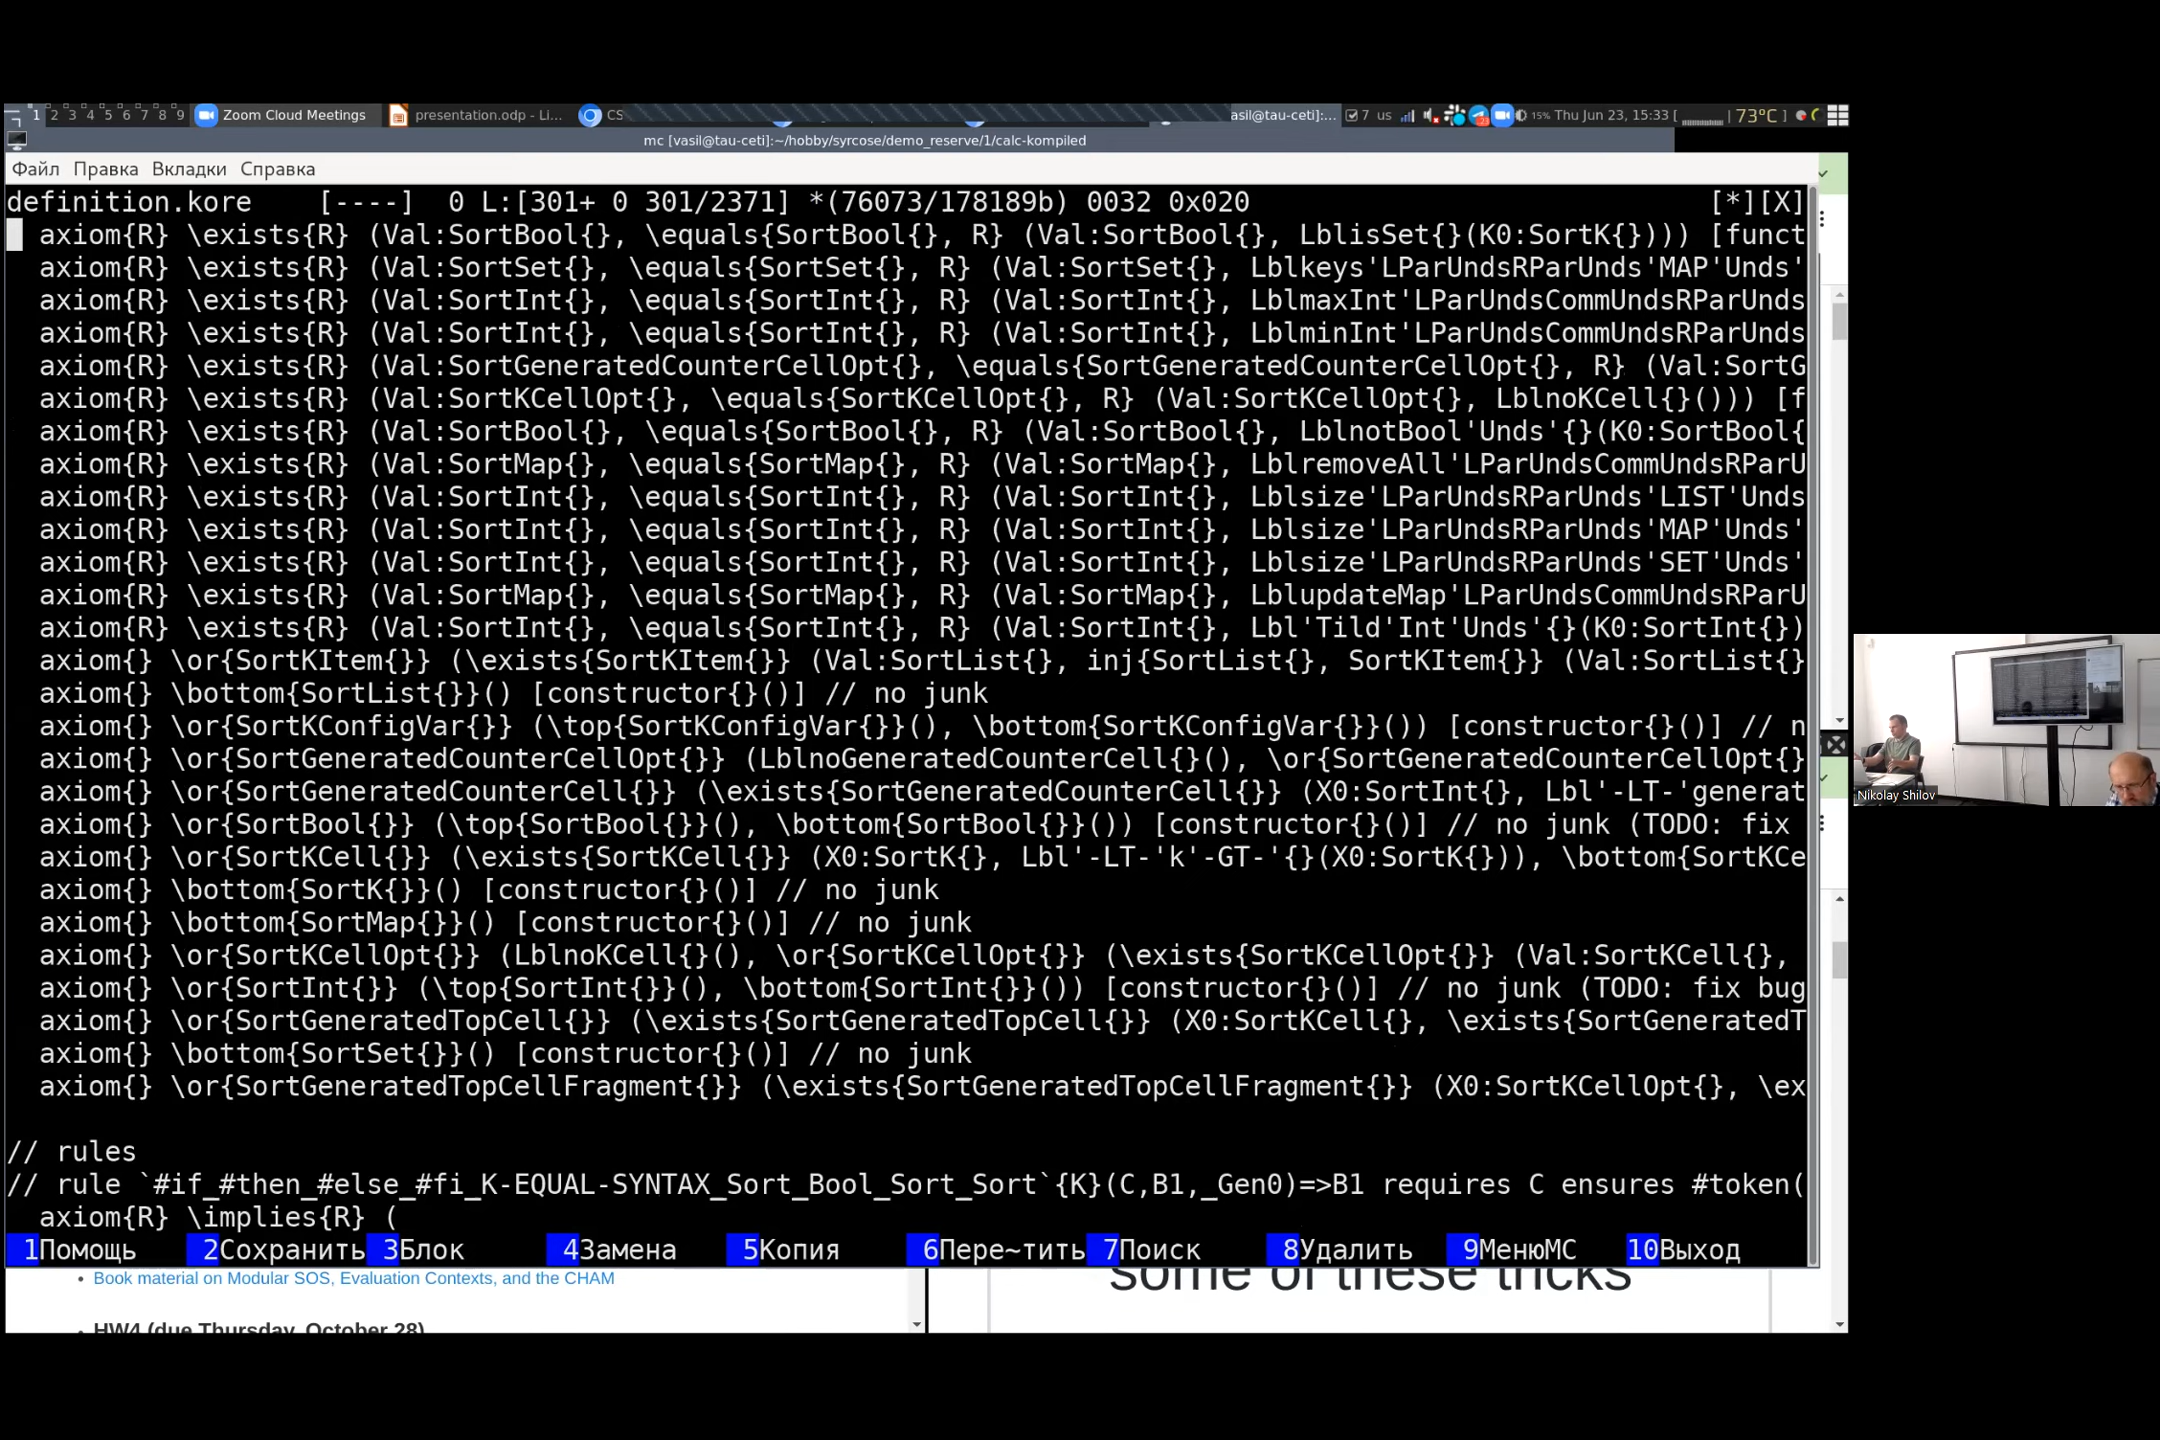 1 2 3 4 5 6 7 8 9 Zoom Cloud Meetings presentation.odp - Li... CS asil@tau-ceti]:... 7 us 15% Thu Jun 23, 15:33 [ | 73°C ]
mc [vasil@tau-ceti]:~/hobby/syrcose/demo_reserve/1/calc-kompiled
Файл Правка Вкладки Справка
definition.kore [----] 0 L:[301+ 0 301/2371] *(76073/178189b) 0032 0x020 [*][X]
axiom{R} \exists{R} (Val:SortBool{}, \equals{SortBool{}, R} (Val:SortBool{}, LblisSet{}(K0:SortK{}))) [funct
axiom{R} \exists{R} (Val:SortSet{}, \equals{SortSet{}, R} (Val:SortSet{}, Lblkeys'LParUndsRParUnds'MAP'Unds'
axiom{R} \exists{R} (Val:SortInt{}, \equals{SortInt{}, R} (Val:SortInt{}, LblmaxInt'LParUndsCommUndsRParUnds
axiom{R} \exists{R} (Val:SortInt{}, \equals{SortInt{}, R} (Val:SortInt{}, LblminInt'LParUndsCommUndsRParUnds
axiom{R} \exists{R} (Val:SortGeneratedCounterCellOpt{}, \equals{SortGeneratedCounterCellOpt{}, R} (Val:SortG
axiom{R} \exists{R} (Val:SortKCellOpt{}, \equals{SortKCellOpt{}, R} (Val:SortKCellOpt{}, LblnoKCell{}())) [f
axiom{R} \exists{R} (Val:SortBool{}, \equals{SortBool{}, R} (Val:SortBool{}, LblnotBool'Unds'{}(K0:SortBool{
axiom{R} \exists{R} (Val:SortMap{}, \equals{SortMap{}, R} (Val:SortMap{}, LblremoveAll'LParUndsCommUndsRParU
axiom{R} \exists{R} (Val:SortInt{}, \equals{SortInt{}, R} (Val:SortInt{}, Lblsize'LParUndsRParUnds'LIST'Unds
axiom{R} \exists{R} (Val:SortInt{}, \equals{SortInt{}, R} (Val:SortInt{}, Lblsize'LParUndsRParUnds'MAP'Unds'
axiom{R} \exists{R} (Val:SortInt{}, \equals{SortInt{}, R} (Val:SortInt{}, Lblsize'LParUndsRParUnds'SET'Unds'
axiom{R} \exists{R} (Val:SortMap{}, \equals{SortMap{}, R} (Val:SortMap{}, LblupdateMap'LParUndsCommUndsRParU
axiom{R} \exists{R} (Val:SortInt{}, \equals{SortInt{}, R} (Val:SortInt{}, Lbl'Tild'Int'Unds'{}(K0:SortInt{})
axiom{} \or{SortKItem{}} (\exists{SortKItem{}} (Val:SortList{}, inj{SortList{}, SortKItem{}} (Val:SortList{}
axiom{} \bottom{SortList{}}() [constructor{}()] // no junk
axiom{} \or{SortKConfigVar{}} (\top{SortKConfigVar{}}(), \bottom{SortKConfigVar{}}()) [constructor{}()] // n
axiom{} \or{SortGeneratedCounterCellOpt{}} (LblnoGeneratedCounterCell{}(), \or{SortGeneratedCounterCellOpt{}
axiom{} \or{SortGeneratedCounterCell{}} (\exists{SortGeneratedCounterCell{}} (X0:SortInt{}, Lbl'-LT-'generat
axiom{} \or{SortBool{}} (\top{SortBool{}}(), \bottom{SortBool{}}()) [constructor{}()] // no junk (TODO: fix
axiom{} \or{SortKCell{}} (\exists{SortKCell{}} (X0:SortK{}, Lbl'-LT-'k'-GT-'{}(X0:SortK{})), \bottom{SortKCe
axiom{} \bottom{SortK{}}() [constructor{}()] // no junk
axiom{} \bottom{SortMap{}}() [constructor{}()] // no junk
axiom{} \or{SortKCellOpt{}} (LblnoKCell{}(), \or{SortKCellOpt{}} (\exists{SortKCellOpt{}} (Val:SortKCell{},
axiom{} \or{SortInt{}} (\top{SortInt{}}(), \bottom{SortInt{}}()) [constructor{}()] // no junk (TODO: fix bug
axiom{} \or{SortGeneratedTopCell{}} (\exists{SortGeneratedTopCell{}} (X0:SortKCell{}, \exists{SortGeneratedT
axiom{} \bottom{SortSet{}}() [constructor{}()] // no junk
axiom{} \or{SortGeneratedTopCellFragment{}} (\exists{SortGeneratedTopCellFragment{}} (X0:SortKCellOpt{}, \ex
// rules
// rule `#if_#then_#else_#fi_K-EQUAL-SYNTAX_Sort_Bool_Sort_Sort`{K}(C,B1,_Gen0)=>B1 requires C ensures #token(
axiom{R} \implies{R} (
1Помощь 2Сохранить 3Блок 4Замена 5Копия 6Пере~тить 7Поиск 8Удалить 9МенюМС 10Выход
Book material on Modular SOS, Evaluation Contexts, and the CHAM
some of these tricks
HW4 (due Thursday, October 28)
Nikolay Shilov